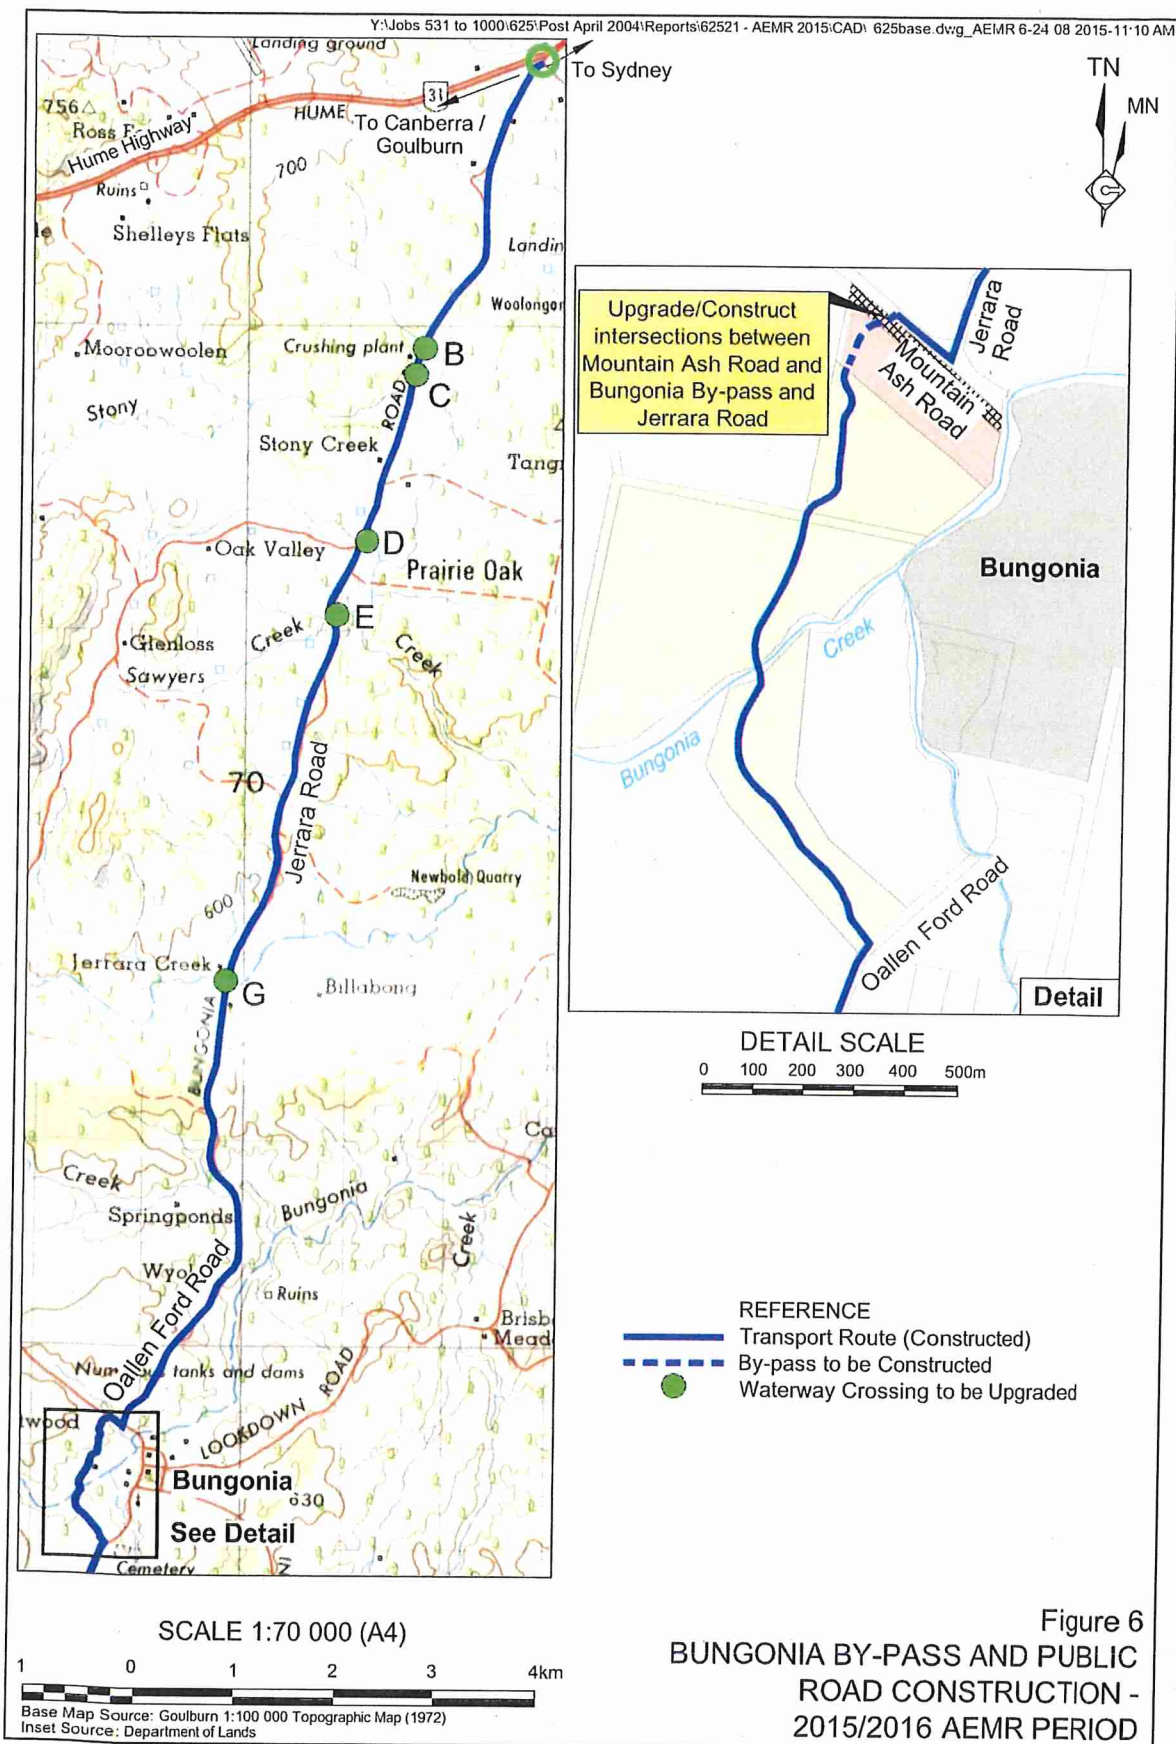 Y:\Jobs 531 to 1000\625\Post April 2004\Reports\62521 - AEMR 2015\CAD\ 625base.dwg_AEMR 6-24 08 2015-11·10 AM
Landing ground
To Sydney
TN
MN
31
756
HUME
To Canberra /
Goulburn
Ross
Hume Highway
700
Ruins
Shelleys Flats
Landin
Woolongor
Crushing plant
B
Mooroowoolen
C
Stony
ROAD
Stony Creek
Tang
D
Oak Valley
Prairie Oak
E
Creek
Creek
Glenloss
Sawyers
70
Jerrara Road
Newbold Quarry
600
Jerrara Creek
G
Billabong
BUNGONIA
Creek
Bungonia
Springponds
Creek
Oallen Ford Road
Ruins
Brisb
Mead
tanks and dams
LOOKDOWN ROAD
twood
Bungonia
630
See Detail
Cemetery
Upgrade/Construct
intersections between
Mountain Ash Road and
Bungonia By-pass and
Jerrara Road
Jerrara
Road
Mountain
Ash Road
Bungonia
Creek
Bungonia
Oallen Ford Road
Detail
DETAIL SCALE
0 100 200 300 400 500m
REFERENCE
Transport Route (Constructed)
By-pass to be Constructed
Waterway Crossing to be Upgraded
SCALE 1:70 000 (A4)
1 0 1 2 3 4km
Base Map Source: Goulburn 1:100 000 Topographic Map (1972)
Inset Source: Department of Lands
Figure 6
BUNGONIA BY-PASS AND PUBLIC
ROAD CONSTRUCTION -
2015/2016 AEMR PERIOD